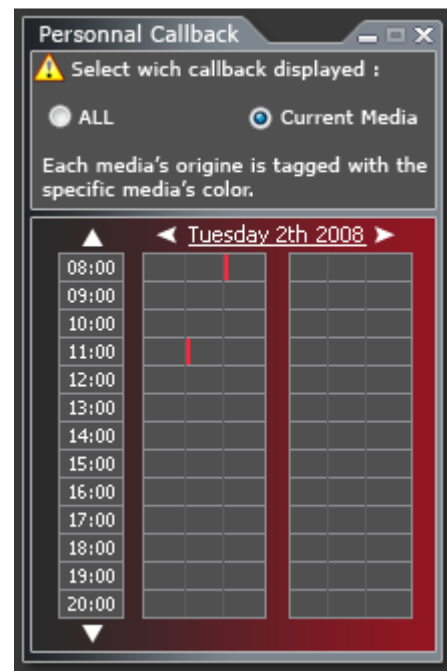 Personnal Callback
Select wich callback displayed :
ALL
Current Media
Each media's origine is tagged with the
specific media's color.
Tuesday 2th 2008
08:00
09:00
10:00
11:00
12:00
13:00
14:00
15:00
16:00
17:00
18:00
19:00
20:00